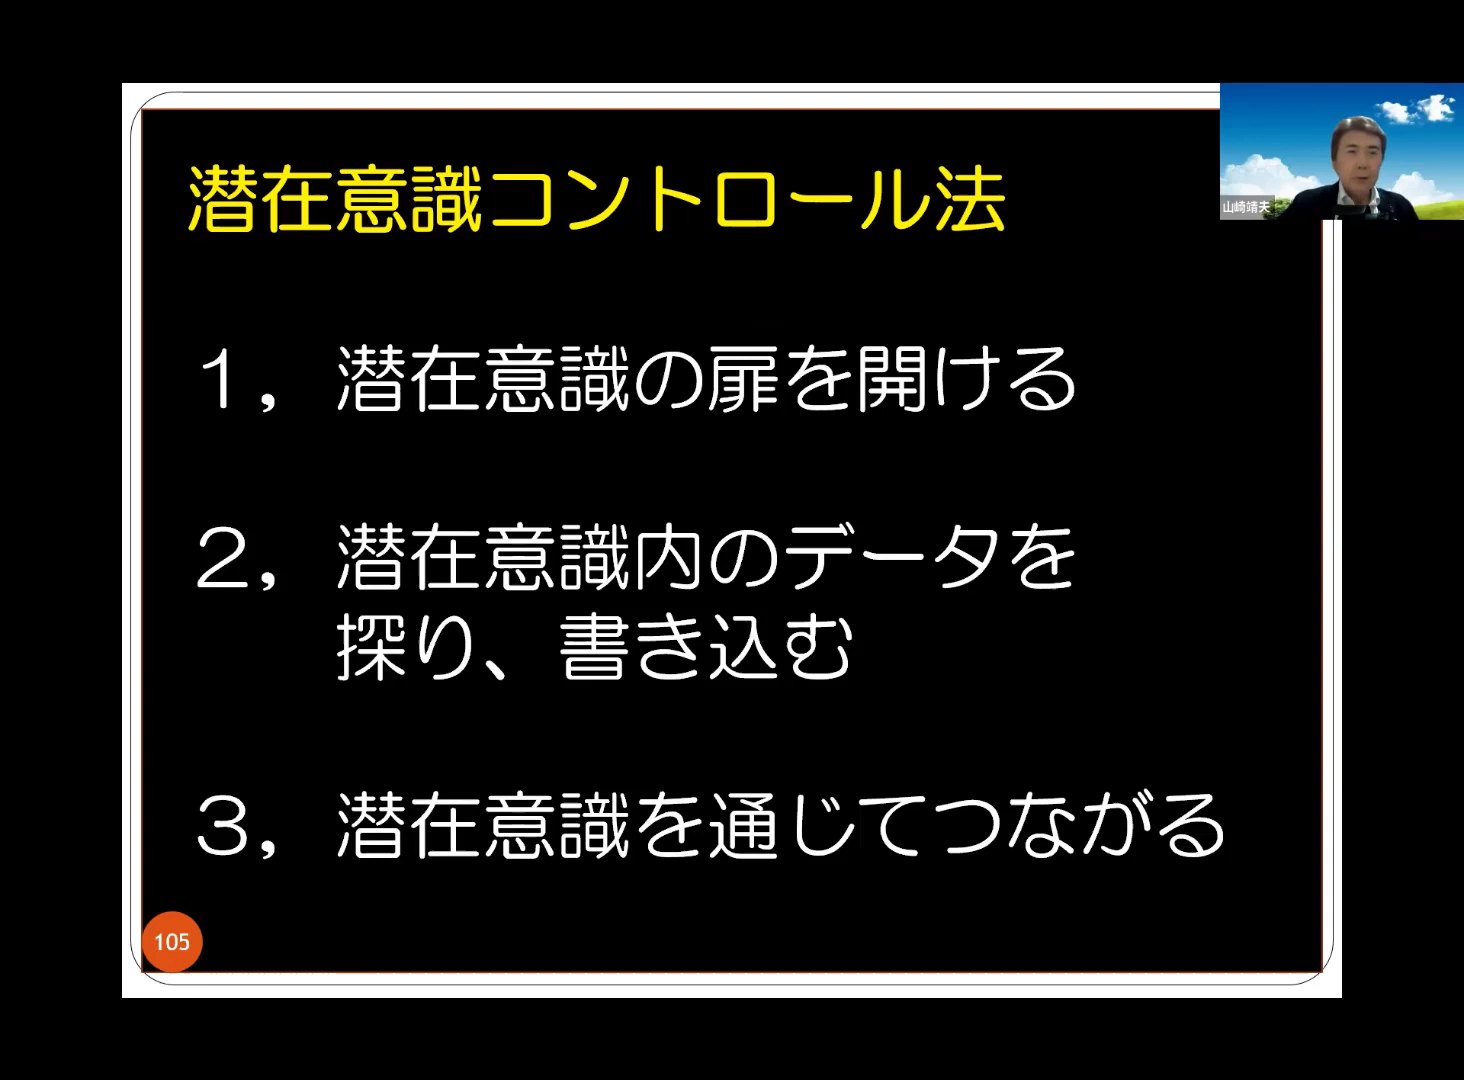 潜在意識コントロール法
山崎靖夫
１，潜在意識の扉を開ける
２，潜在意識内のデータを
探り、書き込む
３，潜在意識を通じてつながる
105